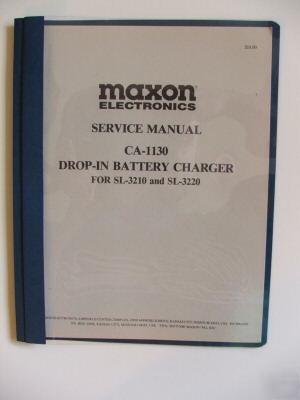 maxon
ELECTRONICS
SERVICE MANUAL
CA-1130
DROP-IN BATTERY CHARGER
FOR SL-3210 and SL-3220